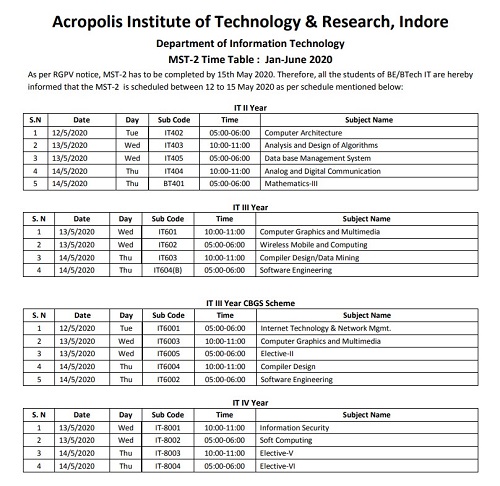 Acropolis Institute of Technology & Research, Indore
Department of Information Technology
MST-2 Time Table : Jan-June 2020
As per RGPV notice, MST-2 has to be completed by 15th May 2020. Therefore, all the students of BE/BTech IT are hereby
informed that the MST-2 is scheduled between 12 to 15 May 2020 as per schedule mentioned below:
IT II Year
S.N Date Day Sub Code Time Subject Name
1 12/5/2020 Tue IT402 05:00-06:00 Computer Architecture
2 13/5/2020 Wed IT403 10:00-11:00 Analysis and Design of Algorithms
3 13/5/2020 Wed IT405 05:00-06:00 Data base Management System
4 14/5/2020 Thu IT404 10:00-11:00 Analog and Digital Communication
5 14/5/2020 Thu BT401 05:00-06:00 Mathematics-III
IT III Year
S. N Date Day Sub Code Time Subject Name
1 13/5/2020 Wed IT601 10:00-11:00 Computer Graphics and Multimedia
2 13/5/2020 Wed IT602 05:00-06:00 Wireless Mobile and Computing
3 14/5/2020 Thu IT603 10:00-11:00 Compiler Design/Data Mining
4 14/5/2020 Thu IT604(B) 05:00-06:00 Software Engineering
IT III Year CBGS Scheme
S. N Date Day Sub Code Time Subject Name
1 12/5/2020 Tue IT6001 05:00-06:00 Internet Technology & Network Mgmt.
2 13/5/2020 Wed IT6003 10:00-11:00 Computer Graphics and Multimedia
3 13/5/2020 Wed IT6005 05:00-06:00 Elective-II
4 14/5/2020 Thu IT6004 10:00-11:00 Compiler Design
5 14/5/2020 Thu IT6002 05:00-06:00 Software Engineering
IT IV Year
S. N Date Day Sub Code Time Subject Name
1 13/5/2020 Wed IT-8001 10:00-11:00 Information Security
2 13/5/2020 Wed IT-8002 05:00-06:00 Soft Computing
3 14/5/2020 Thu IT-8003 10:00-11:00 Elective-V
4 14/5/2020 Thu IT-8004 05:00-06:00 Elective-VI